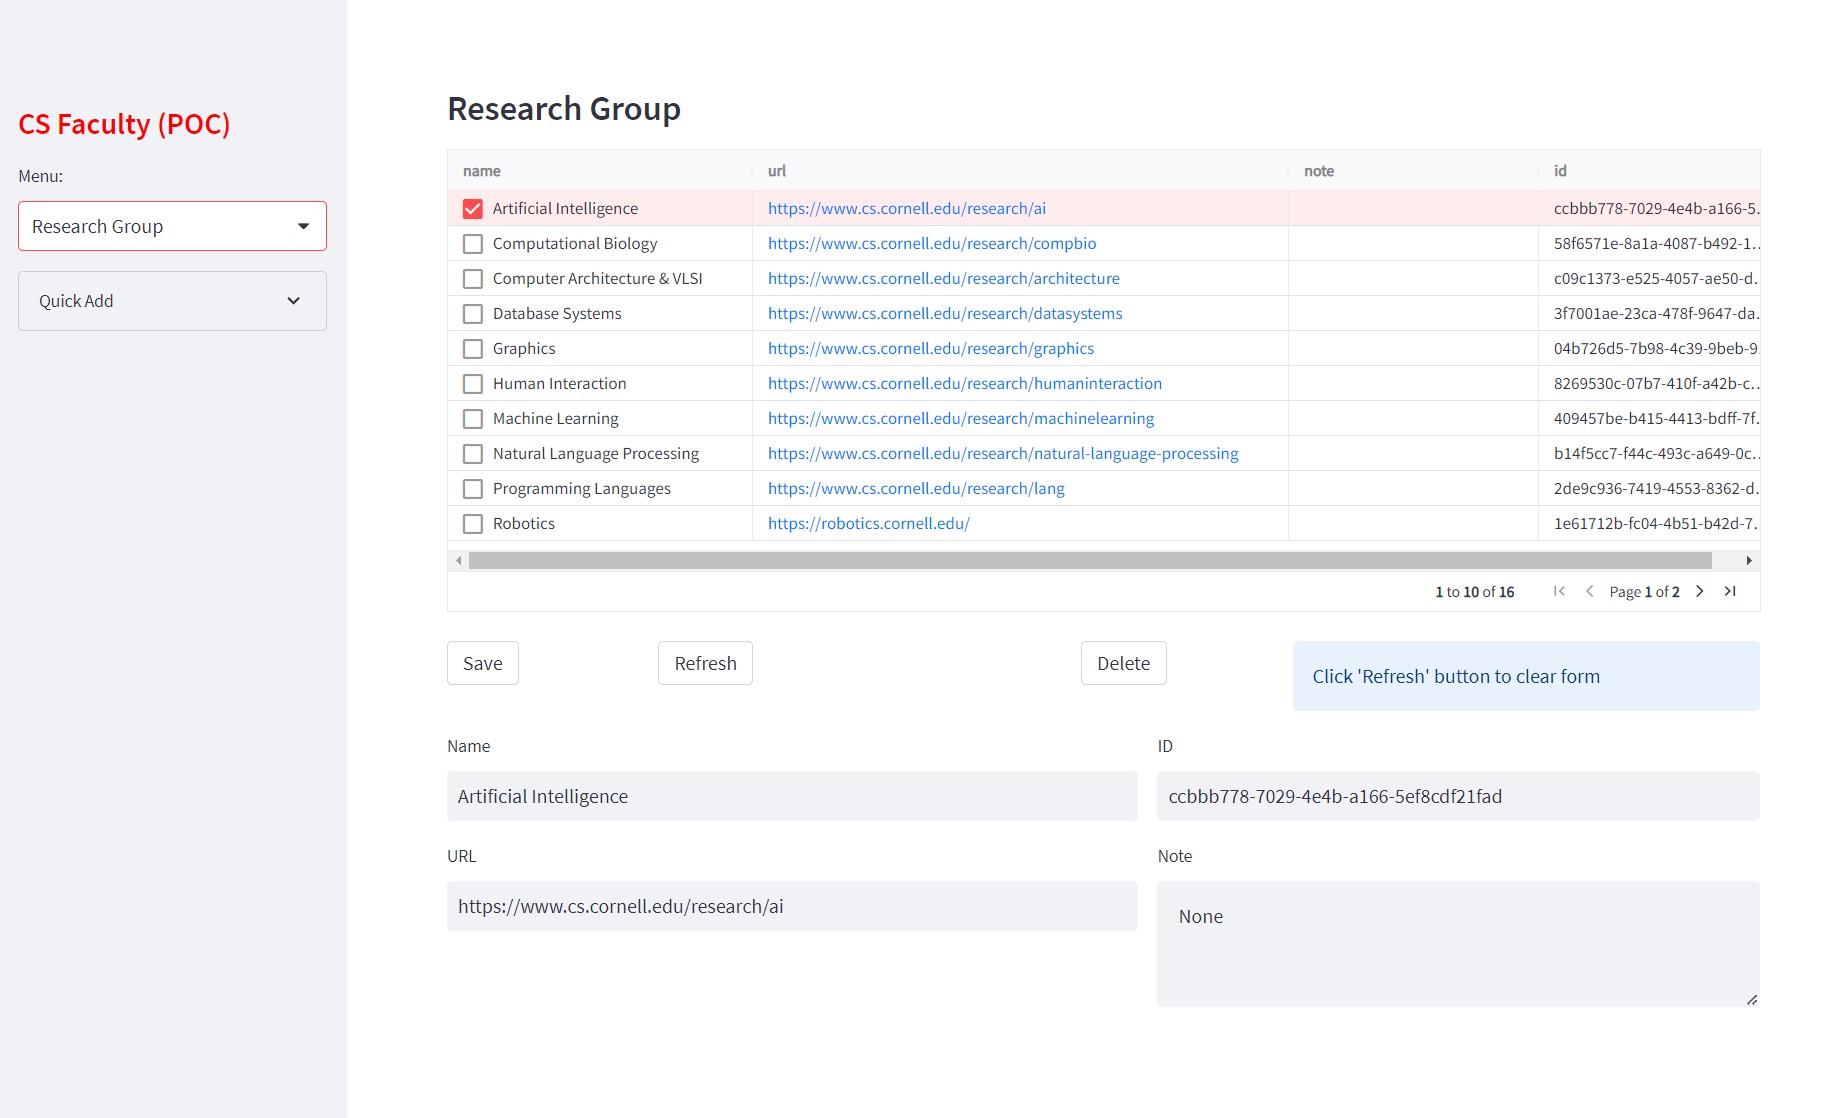 CS Faculty (POC)
Menu:
Research Group
Quick Add
Research Group
name url note id
Artificial Intelligence https://www.cs.cornell.edu/research/ai ccbbb778-7029-4e4b-a166-5...
Computational Biology https://www.cs.cornell.edu/research/compbio 58f6571e-8a1a-4087-b492-1...
Computer Architecture & VLSI https://www.cs.cornell.edu/research/architecture c09c1373-e525-4057-ae50-d...
Database Systems https://www.cs.cornell.edu/research/datasystems 3f7001ae-23ca-478f-9647-da...
Graphics https://www.cs.cornell.edu/research/graphics 04b726d5-7b98-4c39-9beb-9...
Human Interaction https://www.cs.cornell.edu/research/humaninteraction 8269530c-07b7-410f-a42b-c...
Machine Learning https://www.cs.cornell.edu/research/machinelearning 409457be-b415-4413-bdff-7f...
Natural Language Processing https://www.cs.cornell.edu/research/natural-language-processing b14f5cc7-f44c-493c-a649-0c...
Programming Languages https://www.cs.cornell.edu/research/lang 2de9c936-7419-4553-8362-d...
Robotics https://robotics.cornell.edu/ 1e61712b-fc04-4b51-b42d-7...
1 to 10 of 16 Page 1 of 2
Save Refresh Delete Click 'Refresh' button to clear form
Name ID
Artificial Intelligence ccbbb778-7029-4e4b-a166-5ef8cdf21fad
URL Note
https://www.cs.cornell.edu/research/ai None